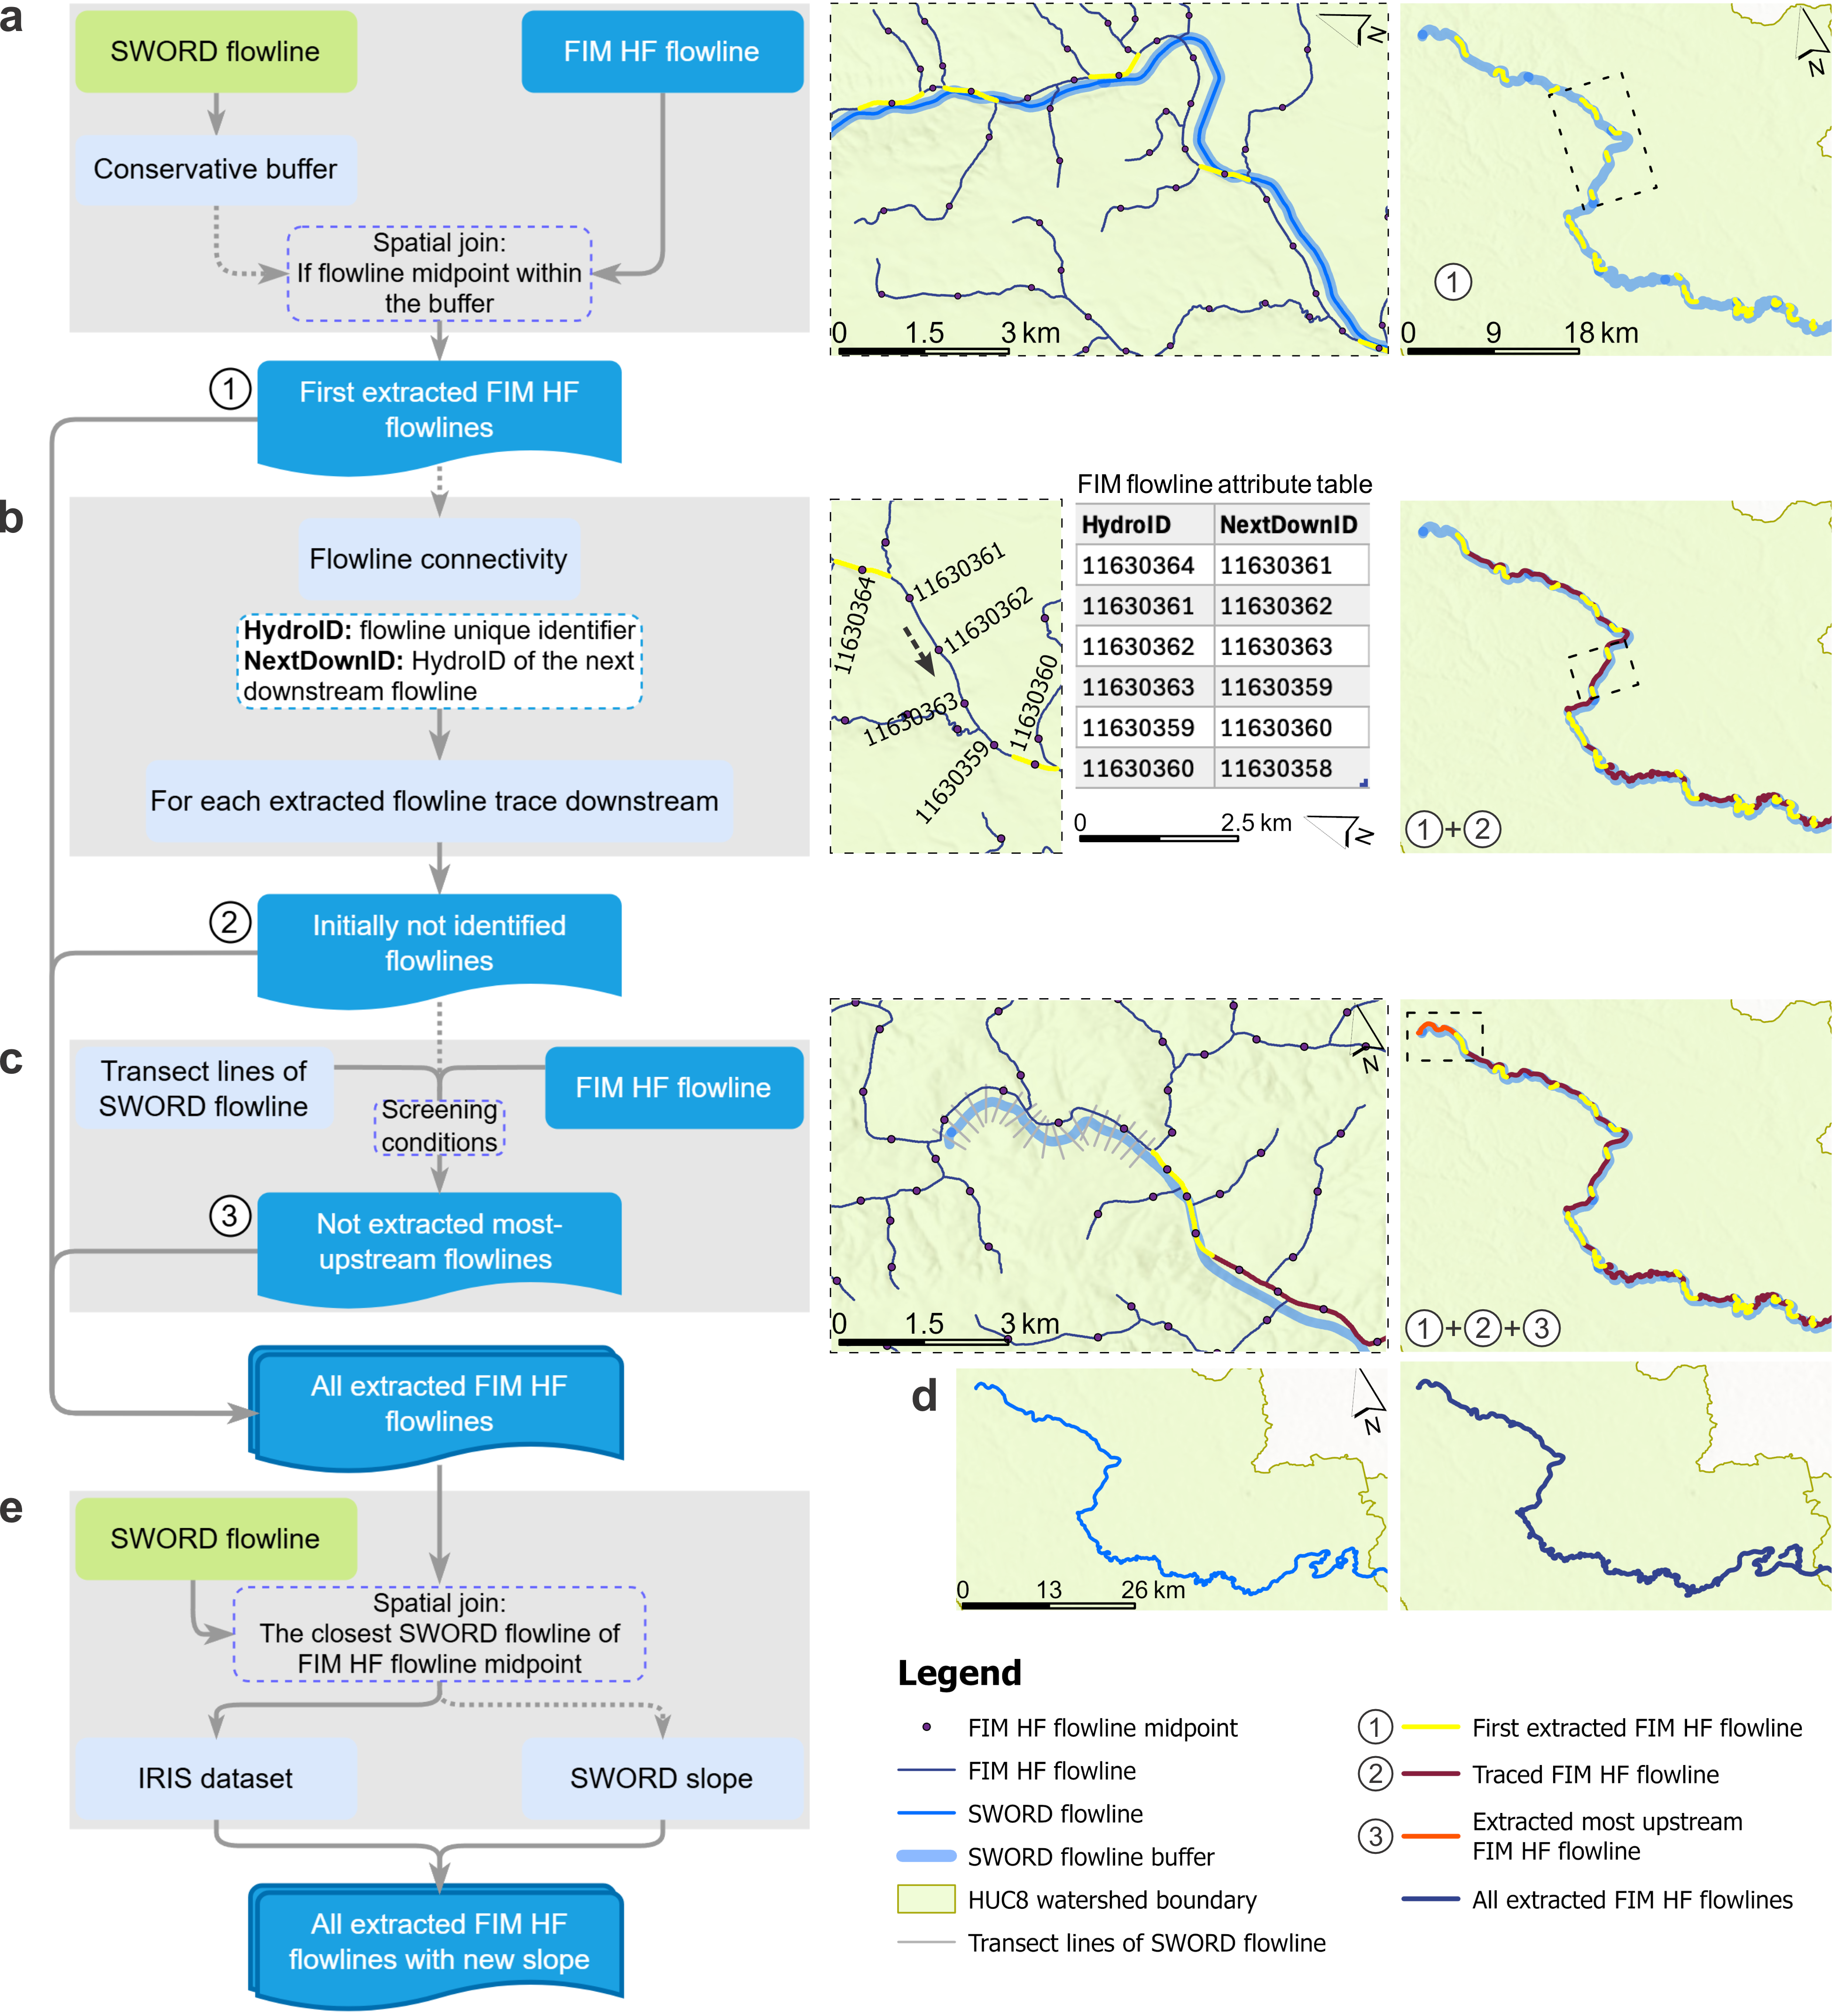 a
SWORD flowline
FIM HF flowline
Conservative buffer
Spatial join:
If flowline midpoint within
the buffer
1
First extracted FIM HF
flowlines
N
0 1.5 3 km
N
1
0 9 18 km
b
Flowline connectivity
HydroID: flowline unique identifier
NextDownID: HydroID of the next
downstream flowline
For each extracted flowline trace downstream
2
Initially not identified
flowlines
11630364
11630361
11630362
11630363
11630359
11630360
FIM flowline attribute table
HydroID NextDownID
11630364 11630361
11630361 11630362
11630362 11630363
11630363 11630359
11630359 11630360
11630360 11630358
0 2.5 km
N
1+2
c
Transect lines of
SWORD flowline
FIM HF flowline
Screening
conditions
3
Not extracted most-
upstream flowlines
All extracted FIM HF
flowlines
N
0 1.5 3 km
1+2+3
d
N
0 13 26 km
e
SWORD flowline
Spatial join:
The closest SWORD flowline of
FIM HF flowline midpoint
IRIS dataset
SWORD slope
All extracted FIM HF
flowlines with new slope
Legend
FIM HF flowline midpoint
FIM HF flowline
SWORD flowline
SWORD flowline buffer
HUC8 watershed boundary
Transect lines of SWORD flowline
1 First extracted FIM HF flowline
2 Traced FIM HF flowline
3 Extracted most upstream
FIM HF flowline
All extracted FIM HF flowlines